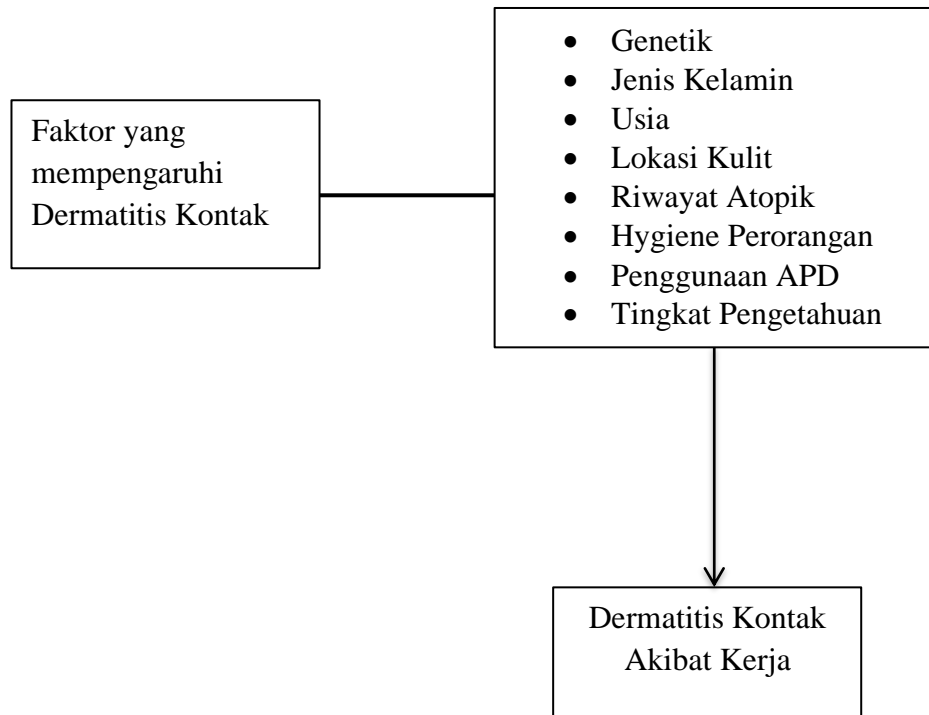 Faktor yang
mempengaruhi
Dermatitis Kontak
• Genetik
• Jenis Kelamin
• Usia
• Lokasi Kulit
• Riwayat Atopik
• Hygiene Perorangan
• Penggunaan APD
• Tingkat Pengetahuan
Dermatitis Kontak
Akibat Kerja